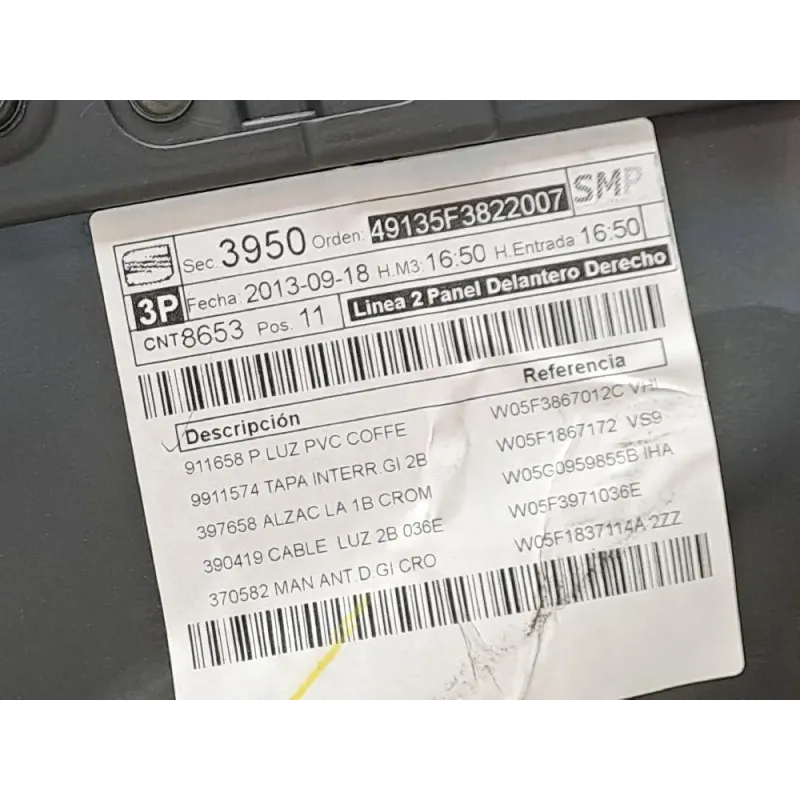 Sec. 3950 Orden: 49135F3822007 SMP
3P Fecha: 2013-09-18 H.M3: 16:50 H.Entrada 16:50
CNT 8653 Pos. 11 Linea 2 Panel Delantero Derecho
Descripción Referencia
911658 P.LUZ PVC COFFE W05F3867012C VHI
9911574 TAPA INTERR.GI 2B W05F1867172 VS9
397658 ALZAC LA 1B CROM W05G0959855B IHA
390419 CABLE LUZ 2B 036E W05F3971036E
370582 MAN ANT.D.GI CRO W05F1837114A 2ZZ